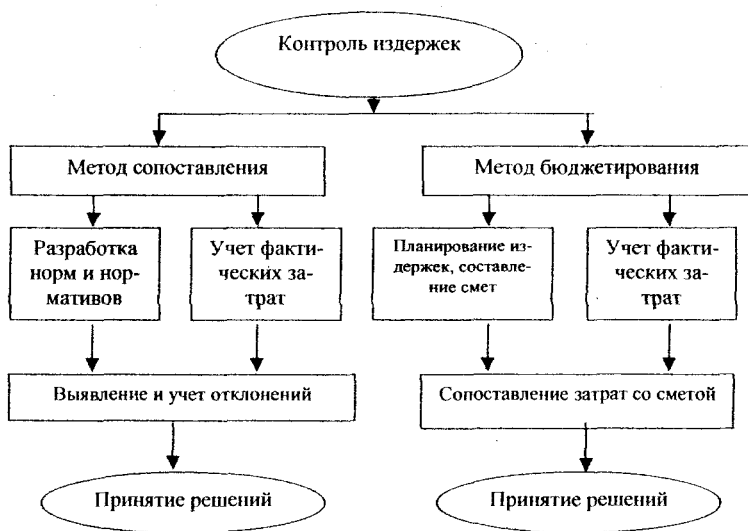 Контроль издержек
Метод сопоставления
Метод бюджетирования
Разработка
норм и нор-
мативов
Учет факти-
ческих за-
трат
Планирование из-
держек, составле-
ние смет
Учет факти-
ческих за-
трат
Выявление и учет отклонений
Сопоставление затрат со сметой
Принятие решений
Принятие решений